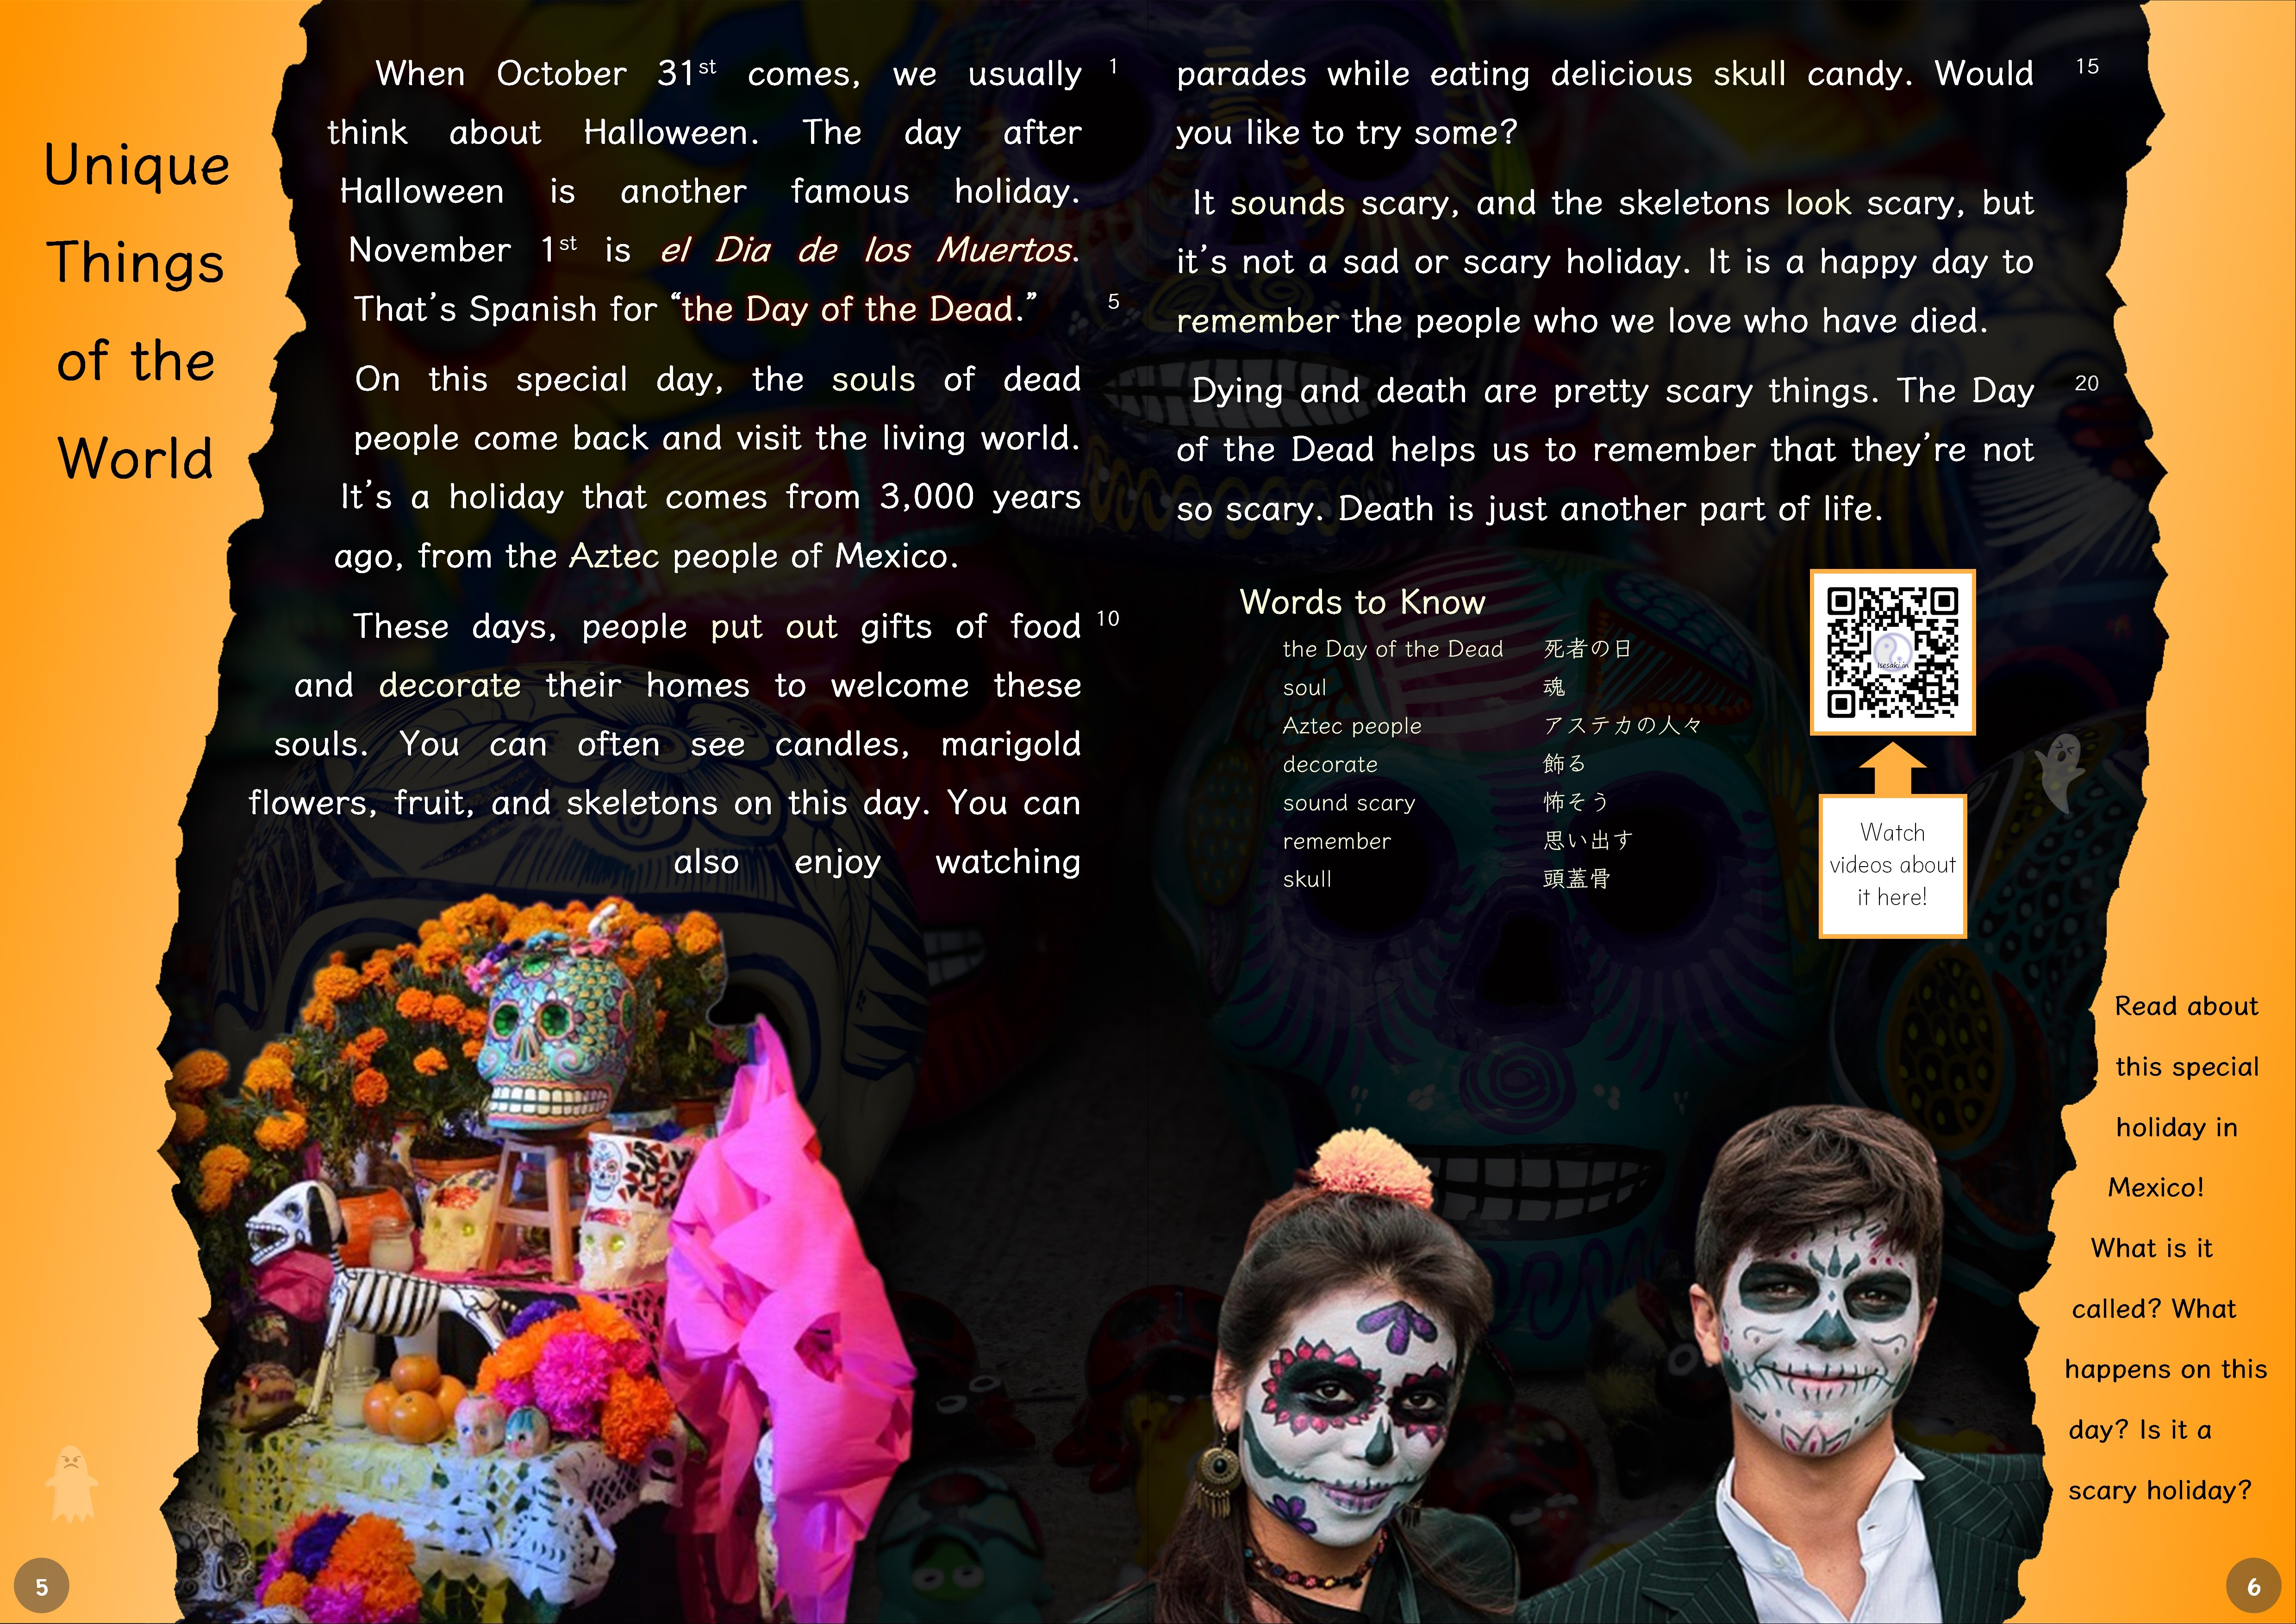 Unique
Things
of the
World
When October 31st comes, we usually
think about Halloween. The day after
Halloween is another famous holiday.
November 1st is el Dia de los Muertos.
That's Spanish for “the Day of the Dead.”
On this special day, the souls of dead
people come back and visit the living world.
It's a holiday that comes from 3,000 years
ago, from the Aztec people of Mexico.
These days, people put out gifts of food
and decorate their homes to welcome these
souls. You can often see candles, marigold
flowers, fruit, and skeletons on this day. You can
also enjoy watching
1
5
10
parades while eating delicious skull candy. Would
you like to try some?
It sounds scary, and the skeletons look scary, but
it's not a sad or scary holiday. It is a happy day to
remember the people who we love who have died.
Dying and death are pretty scary things. The Day
of the Dead helps us to remember that they're not
so scary. Death is just another part of life.
15
20
Words to Know
the Day of the Dead 死者の日
soul 魂
Aztec people アステカの人々
decorate 飾る
sound scary 怖そう
remember 思い出す
skull 頭蓋骨
Isesaki.in
Watch
videos about
it here!
Read about
this special
holiday in
Mexico!
What is it
called? What
happens on this
day? Is it a
scary holiday?
5
6